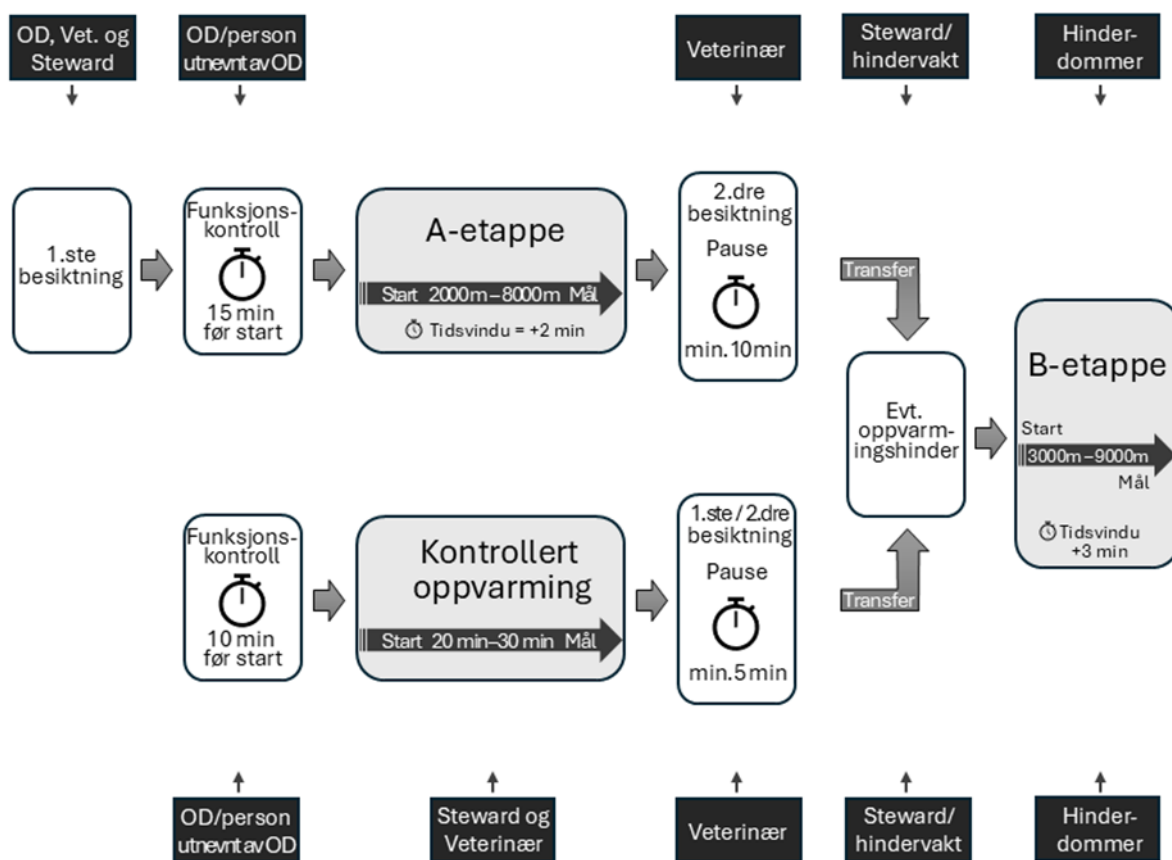 OD, Vet. og
Steward
OD/person
utnevnt av OD
Veterinær
Steward/
hindervakt
Hinder-
dommer
1.ste
besiktning
Funksjons-
kontroll
15 min
før start
A-etappe
Start 2000m–8000m Mål
Tidsvindu = +2 min
2.dre
besiktning
Pause
min. 10 min
Transfer
Evt.
oppvarm-
ingshinder
B-etappe
Start
3000m–9000m
Mål
Tidsvindu
+3 min
Funksjons-
kontroll
10 min
før start
Kontrollert
oppvarming
Start 20 min–30 min Mål
1.ste / 2.dre
besiktning
Pause
min. 5 min
Transfer
OD/person
utnevnt av OD
Steward og
Veterinær
Veterinær
Steward/
hindervakt
Hinder-
dommer